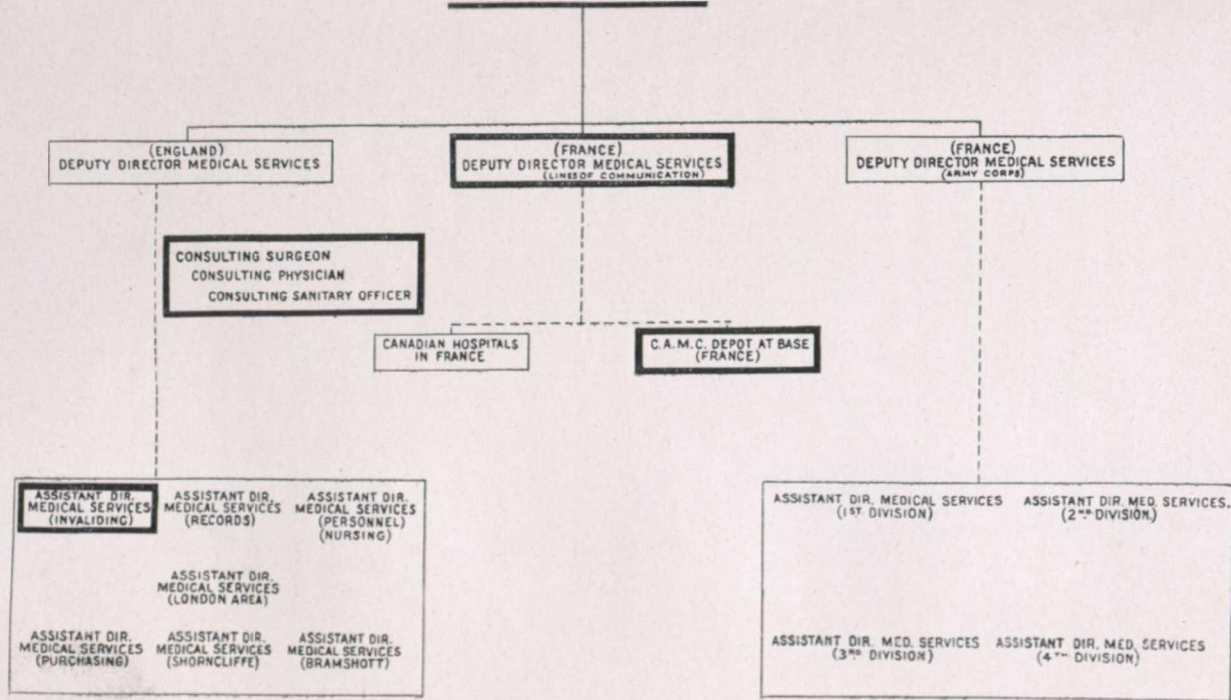 (ENGLAND)
DEPUTY DIRECTOR MEDICAL SERVICES
(FRANCE)
DEPUTY DIRECTOR MEDICAL SERVICES
(LINES OF COMMUNICATION)
(FRANCE)
DEPUTY DIRECTOR MEDICAL SERVICES
(ARMY CORPS)
CONSULTING SURGEON
CONSULTING PHYSICIAN
CONSULTING SANITARY OFFICER
CANADIAN HOSPITALS
IN FRANCE
C.A.M.C. DEPOT AT BASE
(FRANCE)
ASSISTANT DIR.
MEDICAL SERVICES
(INVALIDING)
ASSISTANT DIR.
MEDICAL SERVICES
(RECORDS)
ASSISTANT DIR.
MEDICAL SERVICES
(PERSONNEL)
(NURSING)
ASSISTANT DIR.
MEDICAL SERVICES
(LONDON AREA)
ASSISTANT DIR.
MEDICAL SERVICES
(PURCHASING)
ASSISTANT DIR.
MEDICAL SERVICES
(SHORNCLIFFE)
ASSISTANT DIR.
MEDICAL SERVICES
(BRAMSHOTT)
ASSISTANT DIR. MEDICAL SERVICES
(1ST. DIVISION)
ASSISTANT DIR. MED. SERVICES.
(2ND DIVISION)
ASSISTANT DIR. MED. SERVICES
(3RD DIVISION)
ASSISTANT DIR. MED. SERVICES
(4TH DIVISION)